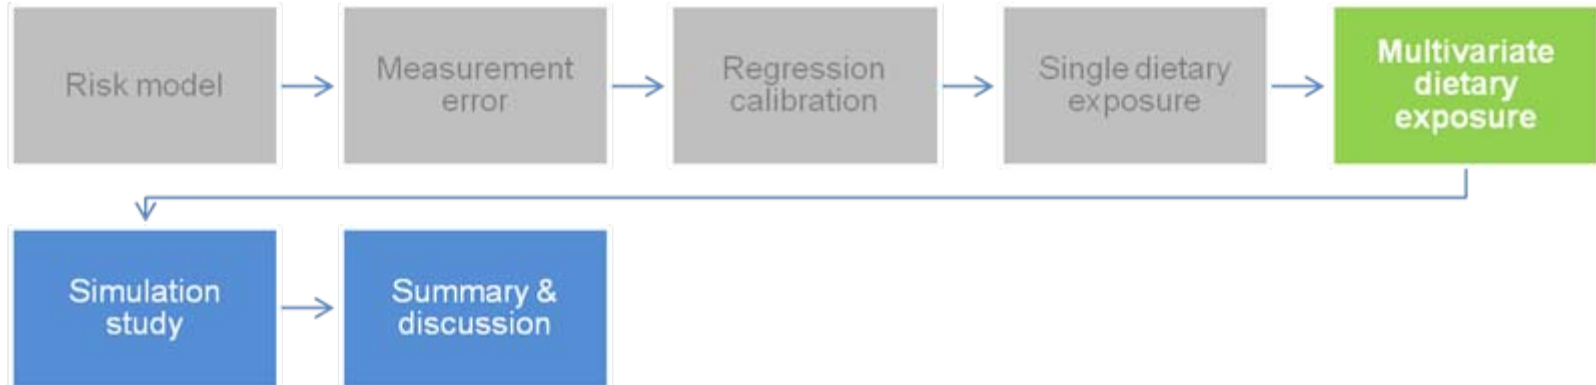 Risk model
Measurement
error
Regression
calibration
Single dietary
exposure
Multivariate
dietary
exposure
Simulation
study
Summary &
discussion